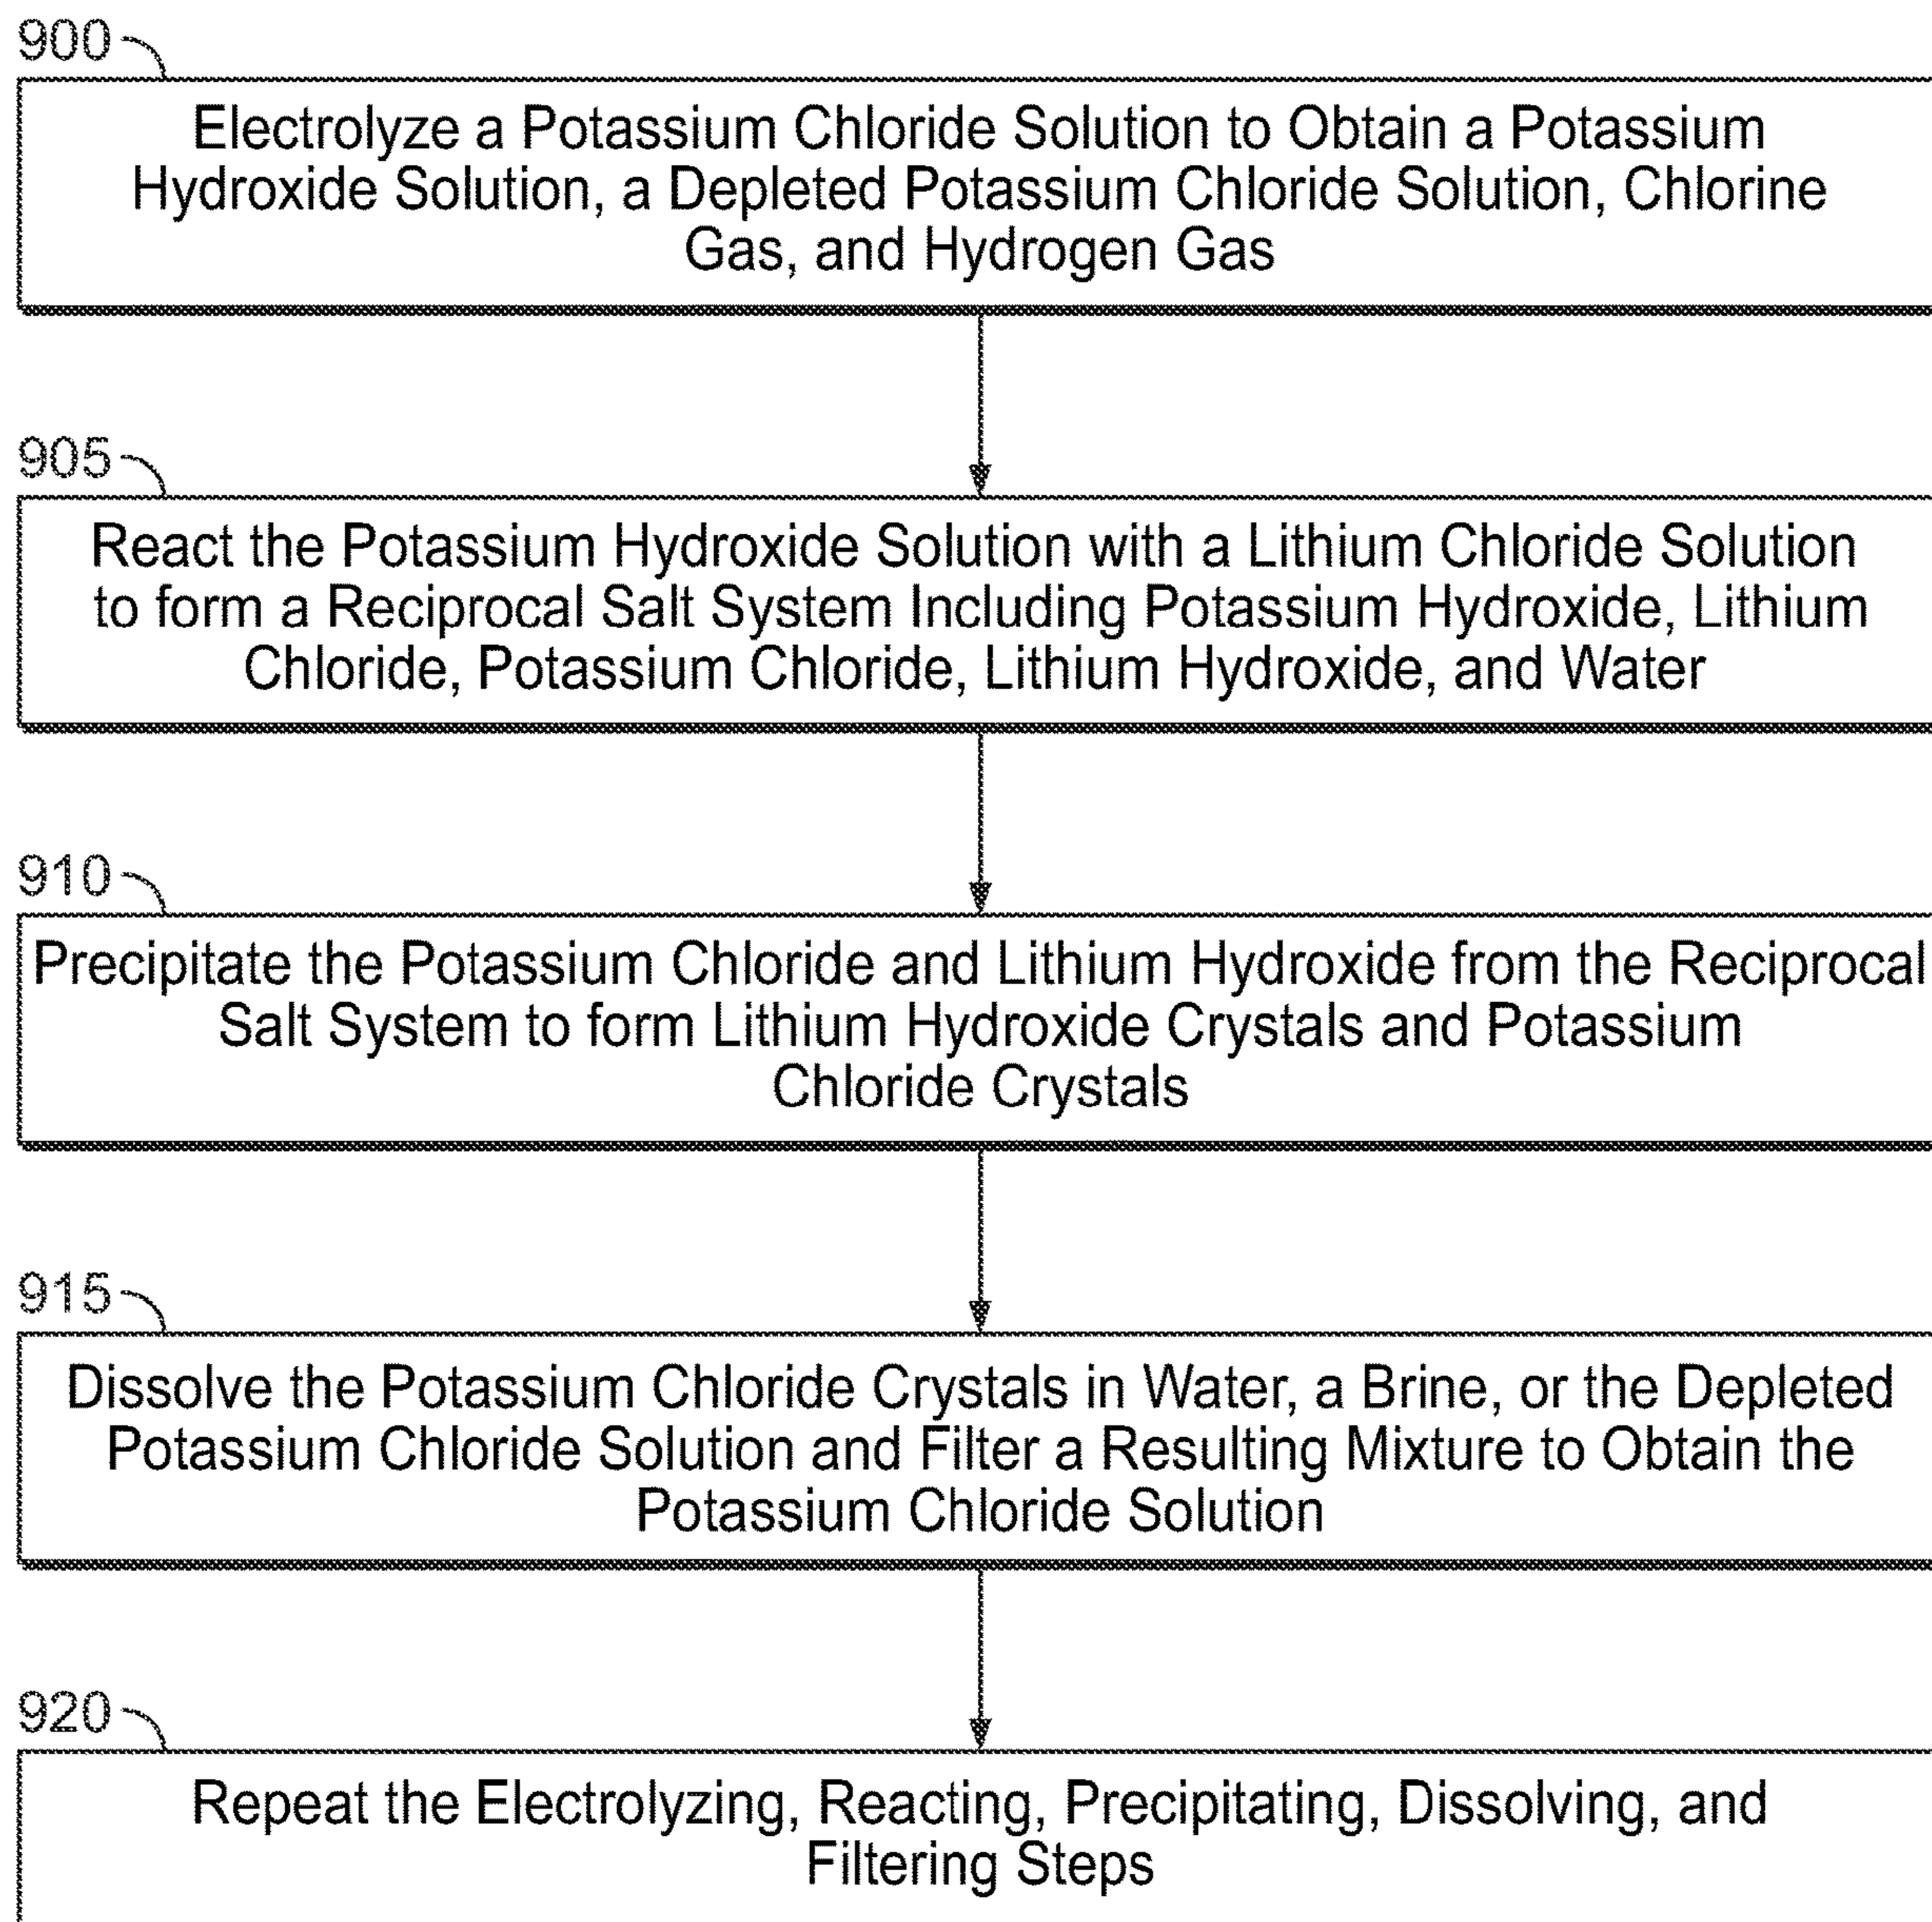 900
Electrolyze a Potassium Chloride Solution to Obtain a Potassium
Hydroxide Solution, a Depleted Potassium Chloride Solution, Chlorine
Gas, and Hydrogen Gas
905
React the Potassium Hydroxide Solution with a Lithium Chloride Solution
to form a Reciprocal Salt System Including Potassium Hydroxide, Lithium
Chloride, Potassium Chloride, Lithium Hydroxide, and Water
910
Precipitate the Potassium Chloride and Lithium Hydroxide from the Reciprocal
Salt System to form Lithium Hydroxide Crystals and Potassium
Chloride Crystals
915
Dissolve the Potassium Chloride Crystals in Water, a Brine, or the Depleted
Potassium Chloride Solution and Filter a Resulting Mixture to Obtain the
Potassium Chloride Solution
920
Repeat the Electrolyzing, Reacting, Precipitating, Dissolving, and
Filtering Steps